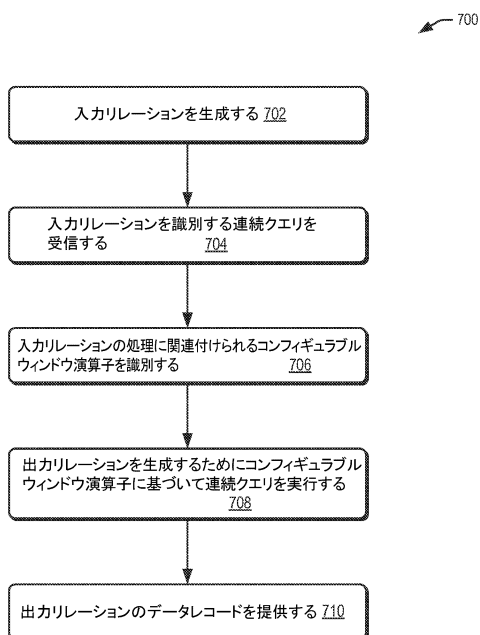 700
入力リレーションを生成する 702
入力リレーションを識別する連続クエリを
受信する 704
入力リレーションの処理に関連付けられるコンフィギュラブル
ウィンドウ演算子を識別する 706
出力リレーションを生成するためにコンフィギュラブル
ウィンドウ演算子に基づいて連続クエリを実行する
708
出力リレーションのデータレコードを提供する 710